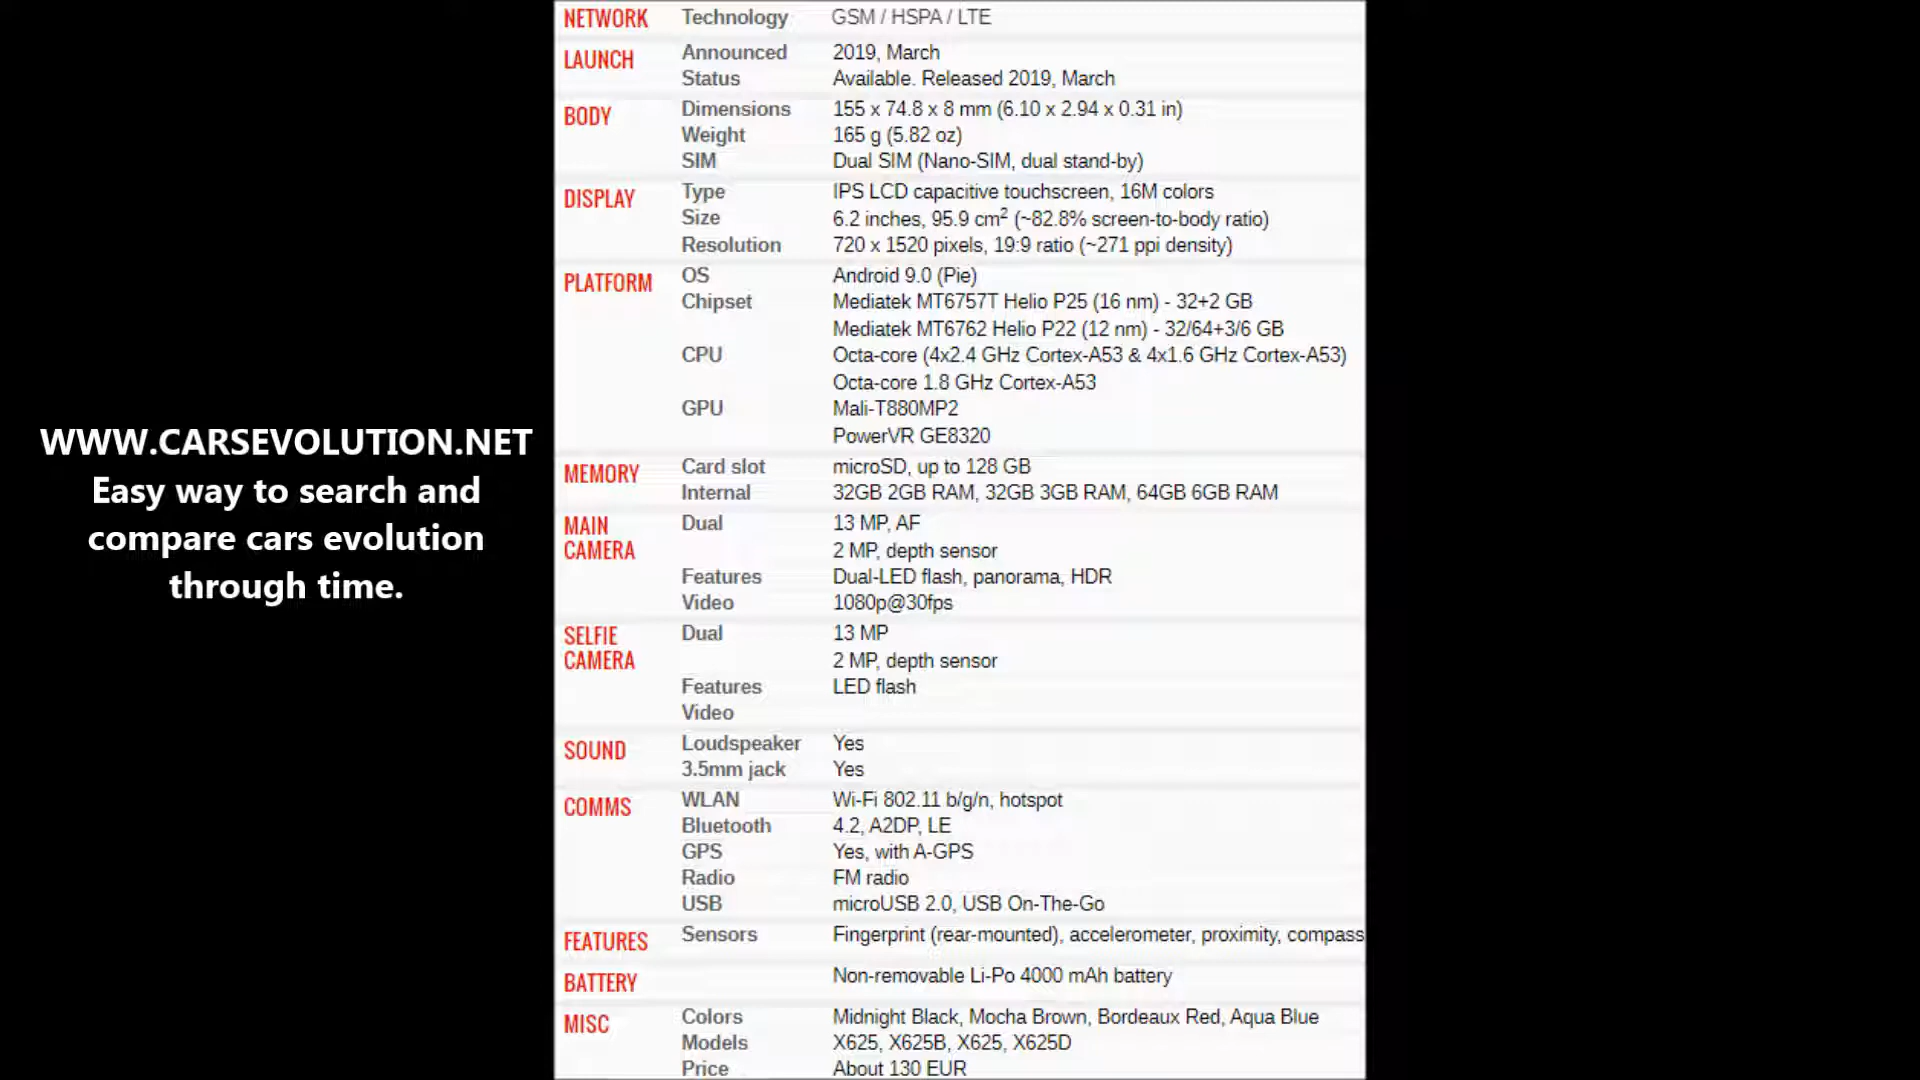 WWW.CARSEVOLUTION.NET
Easy way to search and
compare cars evolution
through time.
NETWORK Technology GSM / HSPA / LTE
LAUNCH Announced 2019, March
Status Available. Released 2019, March
BODY Dimensions 155 x 74.8 x 8 mm (6.10 x 2.94 x 0.31 in)
Weight 165 g (5.82 oz)
SIM Dual SIM (Nano-SIM, dual stand-by)
DISPLAY Type IPS LCD capacitive touchscreen, 16M colors
Size 6.2 inches, 95.9 cm² (~82.8% screen-to-body ratio)
Resolution 720 x 1520 pixels, 19:9 ratio (~271 ppi density)
PLATFORM OS Android 9.0 (Pie)
Chipset Mediatek MT6757T Helio P25 (16 nm) - 32+2 GB
Mediatek MT6762 Helio P22 (12 nm) - 32/64+3/6 GB
CPU Octa-core (4x2.4 GHz Cortex-A53 & 4x1.6 GHz Cortex-A53)
Octa-core 1.8 GHz Cortex-A53
GPU Mali-T880MP2
PowerVR GE8320
MEMORY Card slot microSD, up to 128 GB
Internal 32GB 2GB RAM, 32GB 3GB RAM, 64GB 6GB RAM
MAIN CAMERA Dual 13 MP, AF
2 MP, depth sensor
Features Dual-LED flash, panorama, HDR
Video 1080p@30fps
SELFIE CAMERA Dual 13 MP
2 MP, depth sensor
Features LED flash
Video
SOUND Loudspeaker Yes
3.5mm jack Yes
COMMS WLAN Wi-Fi 802.11 b/g/n, hotspot
Bluetooth 4.2, A2DP, LE
GPS Yes, with A-GPS
Radio FM radio
USB microUSB 2.0, USB On-The-Go
FEATURES Sensors Fingerprint (rear-mounted), accelerometer, proximity, compass
BATTERY Non-removable Li-Po 4000 mAh battery
MISC Colors Midnight Black, Mocha Brown, Bordeaux Red, Aqua Blue
Models X625, X625B, X625, X625D
Price About 130 EUR